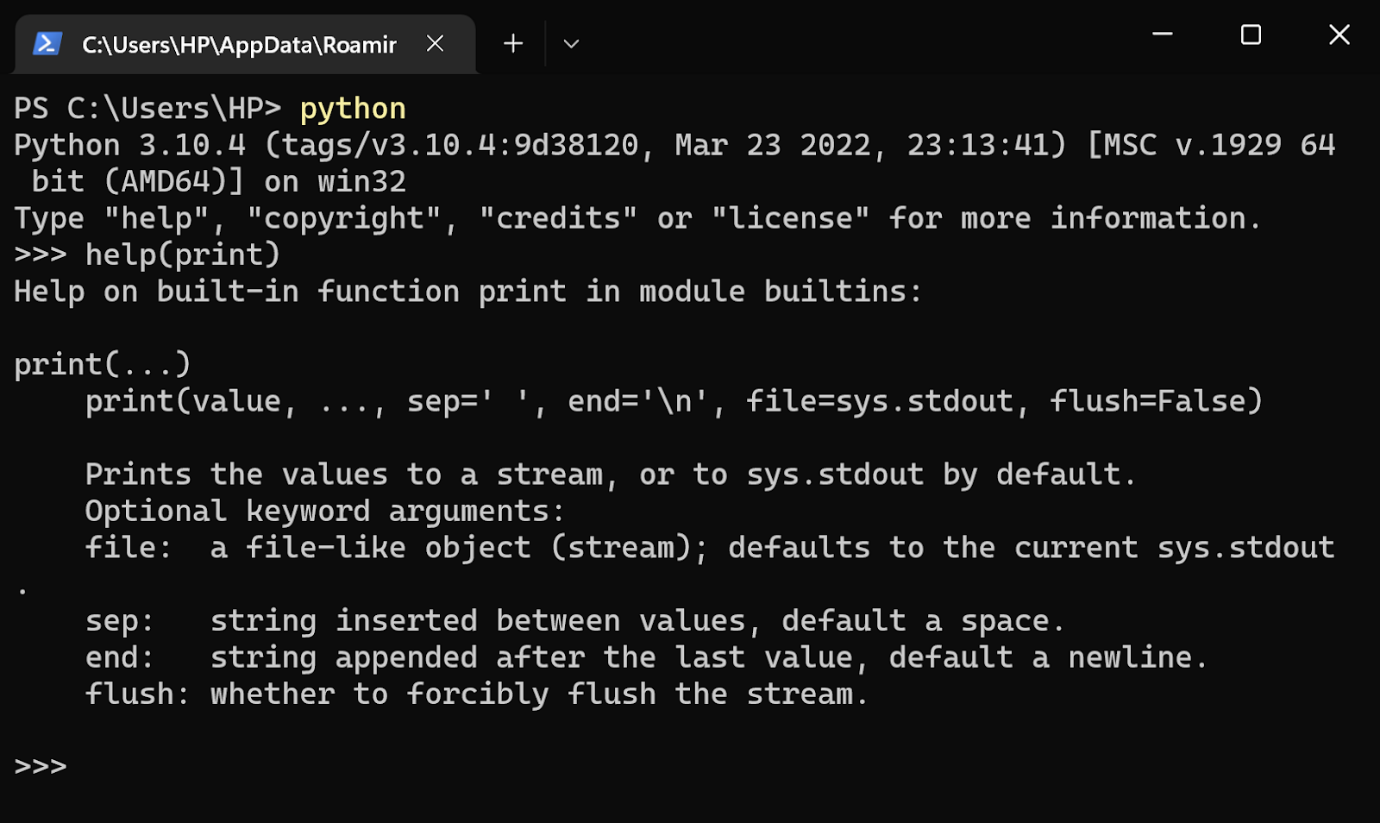 C:\Users\HP\AppData\Roamir
PS C:\Users\HP> python
Python 3.10.4 (tags/v3.10.4:9d38120, Mar 23 2022, 23:13:41) [MSC v.1929 64
 bit (AMD64)] on win32
Type "help", "copyright", "credits" or "license" for more information.
>>> help(print)
Help on built-in function print in module builtins:

print(...)
    print(value, ..., sep=' ', end='\n', file=sys.stdout, flush=False)

    Prints the values to a stream, or to sys.stdout by default.
    Optional keyword arguments:
    file:  a file-like object (stream); defaults to the current sys.stdout
.
    sep:   string inserted between values, default a space.
    end:   string appended after the last value, default a newline.
    flush: whether to forcibly flush the stream.

>>>